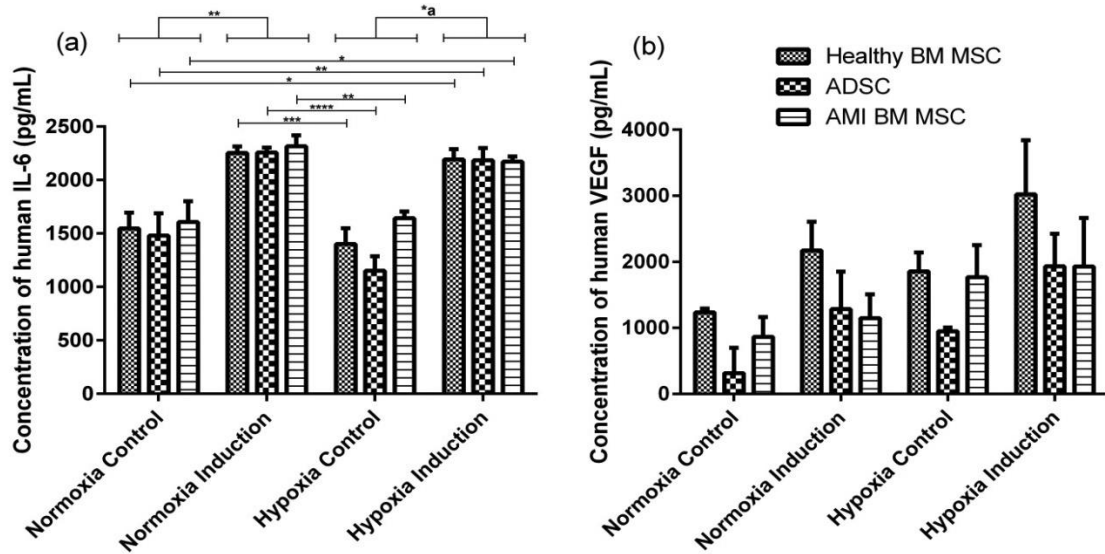 (a)
** *a
*
**
*
**
****
***
Concentration of human IL-6 (pg/mL)
2500
2000
1500
1000
500
0
Normoxia Control
Normoxia Induction
Hypoxia Control
Hypoxia Induction
(b)
Healthy BM MSC
ADSC
AMI BM MSC
Concentration of human VEGF (pg/mL)
4000
3000
2000
1000
0
Normoxia Control
Normoxia Induction
Hypoxia Control
Hypoxia Induction